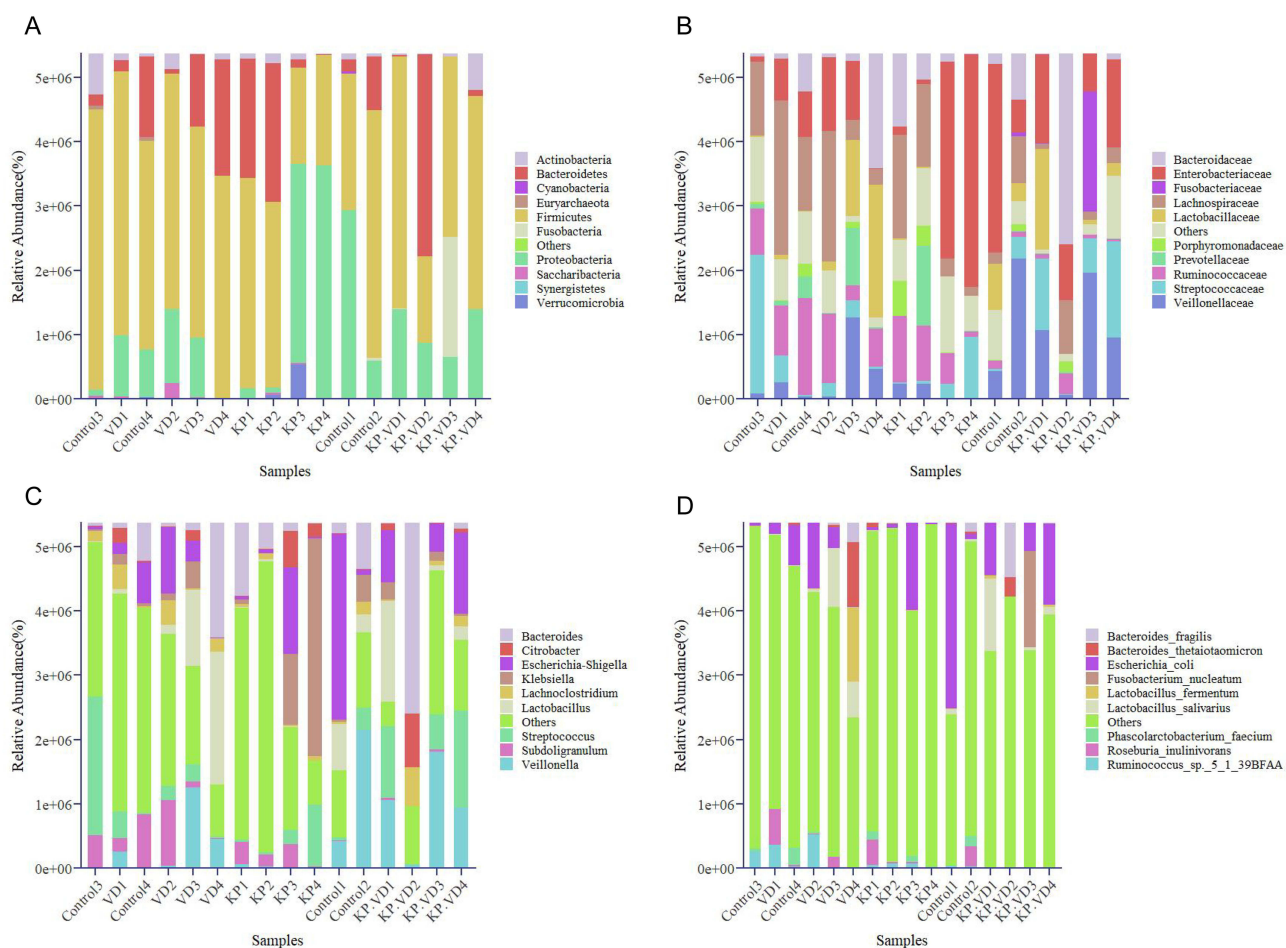 A
Relative Abundance(%)
5e+06
4e+06
3e+06
2e+06
1e+06
0e+00
Control3
VD1
Control4
VD2
VD3
VD4
KP1
KP2
KP3
KP4
Control1
Control2
KP.VD1
KP.VD2
KP.VD3
KP.VD4
Samples
Actinobacteria
Bacteroidetes
Cyanobacteria
Euryarchaeota
Firmicutes
Fusobacteria
Others
Proteobacteria
Saccharibacteria
Synergistetes
Verrucomicrobia
B
Relative Abundance(%)
5e+06
4e+06
3e+06
2e+06
1e+06
0e+00
Control3
VD1
Control4
VD2
VD3
VD4
KP1
KP2
KP3
KP4
Control1
Control2
KP.VD1
KP.VD2
KP.VD3
KP.VD4
Samples
Bacteroidaceae
Enterobacteriaceae
Fusobacteriaceae
Lachnospiraceae
Lactobacillaceae
Others
Porphyromonadaceae
Prevotellaceae
Ruminococcaceae
Streptococcaceae
Veillonellaceae
C
Relative Abundance(%)
5e+06
4e+06
3e+06
2e+06
1e+06
0e+00
Control3
VD1
Control4
VD2
VD3
VD4
KP1
KP2
KP3
KP4
Control1
Control2
KP.VD1
KP.VD2
KP.VD3
KP.VD4
Samples
Bacteroides
Citrobacter
Escherichia-Shigella
Klebsiella
Lachnoclostridium
Lactobacillus
Others
Streptococcus
Subdoligranulum
Veillonella
D
Relative Abundance(%)
5e+06
4e+06
3e+06
2e+06
1e+06
0e+00
Control3
VD1
Control4
VD2
VD3
VD4
KP1
KP2
KP3
KP4
Control1
Control2
KP.VD1
KP.VD2
KP.VD3
KP.VD4
Samples
Bacteroides_fragilis
Bacteroides_thetaiotaomicron
Escherichia_coli
Fusobacterium_nucleatum
Lactobacillus_fermentum
Lactobacillus_salivarius
Others
Phascolarctobacterium_faecium
Roseburia_inulinivorans
Ruminococcus_sp._5_1_39BFAA